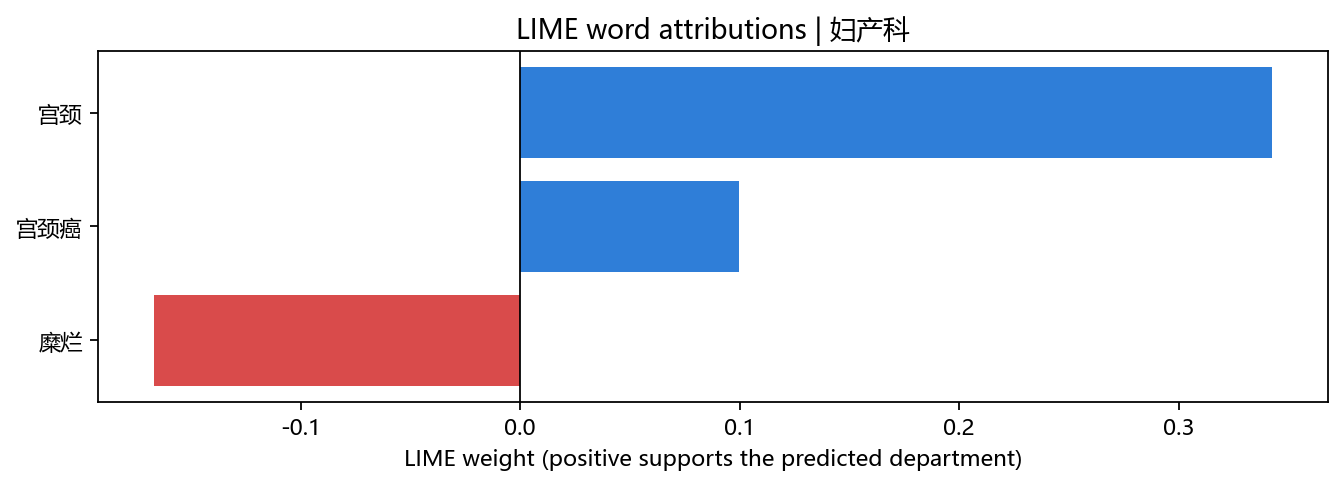 LIME word attributions | 妇产科
宫颈
宫颈癌
糜烂
-0.1 0.0 0.1 0.2 0.3
LIME weight (positive supports the predicted department)